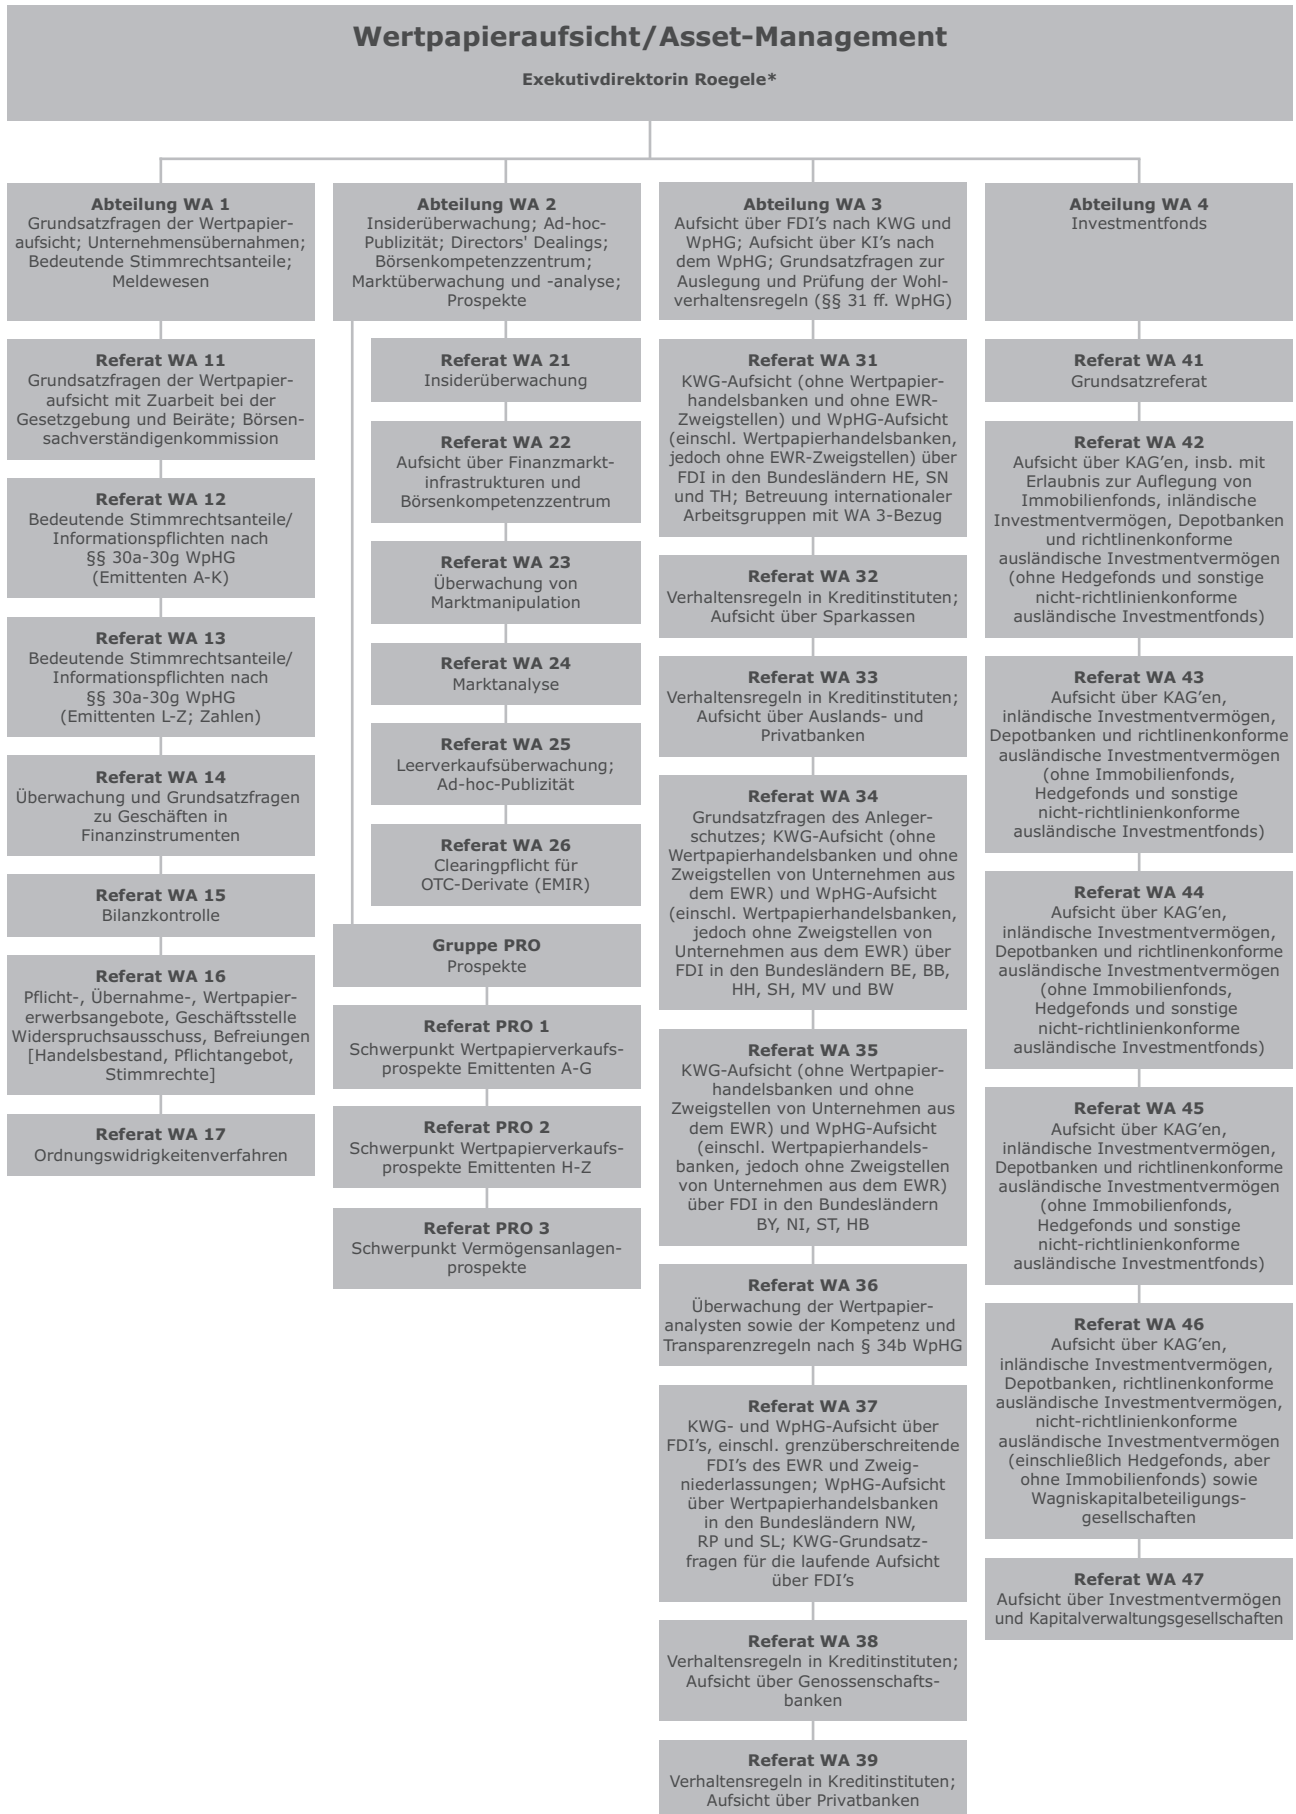 Wertpapieraufsicht/Asset-Management
Exekutivdirektorin Roegele*
Abteilung WA 1
Grundsatzfragen der Wertpapier-
aufsicht; Unternehmensübernahmen;
Bedeutende Stimmrechtsanteile;
Meldewesen
Referat WA 11
Grundsatzfragen der Wertpapier-
aufsicht mit Zuarbeit bei der
Gesetzgebung und Beiräte; Börsen-
sachverständigenkommission
Referat WA 12
Bedeutende Stimmrechtsanteile/
Informationspflichten nach
§§ 30a-30g WpHG
(Emittenten A-K)
Referat WA 13
Bedeutende Stimmrechtsanteile/
Informationspflichten nach
§§ 30a-30g WpHG
(Emittenten L-Z; Zahlen)
Referat WA 14
Überwachung und Grundsatzfragen
zu Geschäften in
Finanzinstrumenten
Referat WA 15
Bilanzkontrolle
Referat WA 16
Pflicht-, Übernahme-, Wertpapier-
erwerbsangebote, Geschäftsstelle
Widerspruchsausschuss, Befreiungen
[Handelsbestand, Pflichtangebot,
Stimmrechte]
Referat WA 17
Ordnungswidrigkeitenverfahren
Abteilung WA 2
Insiderüberwachung; Ad-hoc-
Publizität; Directors' Dealings;
Börsenkompetenzzentrum;
Marktüberwachung und -analyse;
Prospekte
Referat WA 21
Insiderüberwachung
Referat WA 22
Aufsicht über Finanzmarkt-
infrastrukturen und
Börsenkompetenzzentrum
Referat WA 23
Überwachung von
Marktmanipulation
Referat WA 24
Marktanalyse
Referat WA 25
Leerverkaufsüberwachung;
Ad-hoc-Publizität
Referat WA 26
Clearingpflicht für
OTC-Derivate (EMIR)
Gruppe PRO
Prospekte
Referat PRO 1
Schwerpunkt Wertpapierverkaufs-
prospekte Emittenten A-G
Referat PRO 2
Schwerpunkt Wertpapierverkaufs-
prospekte Emittenten H-Z
Referat PRO 3
Schwerpunkt Vermögensanlagen-
prospekte
Abteilung WA 3
Aufsicht über FDI's nach KWG und
WpHG; Aufsicht über KI's nach
dem WpHG; Grundsatzfragen zur
Auslegung und Prüfung der Wohl-
verhaltensregeln (§§ 31 ff. WpHG)
Referat WA 31
KWG-Aufsicht (ohne Wertpapier-
handelsbanken und ohne EWR-
Zweigstellen) und WpHG-Aufsicht
(einschl. Wertpapierhandelsbanken,
jedoch ohne EWR-Zweigstellen) über
FDI in den Bundesländern HE, SN
und TH; Betreuung internationaler
Arbeitsgruppen mit WA 3-Bezug
Referat WA 32
Verhaltensregeln in Kreditinstituten;
Aufsicht über Sparkassen
Referat WA 33
Verhaltensregeln in Kreditinstituten;
Aufsicht über Auslands- und
Privatbanken
Referat WA 34
Grundsatzfragen des Anleger-
schutzes; KWG-Aufsicht (ohne
Wertpapierhandelsbanken und ohne
Zweigstellen von Unternehmen aus
dem EWR) und WpHG-Aufsicht
(einschl. Wertpapierhandelsbanken,
jedoch ohne Zweigstellen von
Unternehmen aus dem EWR) über
FDI in den Bundesländern BE, BB,
HH, SH, MV und BW
Referat WA 35
KWG-Aufsicht (ohne Wertpapier-
handelsbanken und ohne
Zweigstellen von Unternehmen aus
dem EWR) und WpHG-Aufsicht
(einschl. Wertpapierhandels-
banken, jedoch ohne Zweigstellen
von Unternehmen aus dem EWR)
über FDI in den Bundesländern
BY, NI, ST, HB
Referat WA 36
Überwachung der Wertpapier-
analysten sowie der Kompetenz und
Transparenzregeln nach § 34b WpHG
Referat WA 37
KWG- und WpHG-Aufsicht über
FDI's, einschl. grenzüberschreitende
FDI's des EWR und Zweig-
niederlassungen; WpHG-Aufsicht
über Wertpapierhandelsbanken
in den Bundesländern NW,
RP und SL; KWG-Grundsatz-
fragen für die laufende Aufsicht
über FDI's
Referat WA 38
Verhaltensregeln in Kreditinstituten;
Aufsicht über Genossenschafts-
banken
Referat WA 39
Verhaltensregeln in Kreditinstituten;
Aufsicht über Privatbanken
Abteilung WA 4
Investmentfonds
Referat WA 41
Grundsatzreferat
Referat WA 42
Aufsicht über KAG'en, insb. mit
Erlaubnis zur Auflegung von
Immobilienfonds, inländische
Investmentvermögen, Depotbanken
und richtlinenkonforme
ausländische Investmentvermögen
(ohne Hedgefonds und sonstige
nicht-richtlinienkonforme
ausländische Investmentfonds)
Referat WA 43
Aufsicht über KAG'en,
inländische Investmentvermögen,
Depotbanken und richtlinenkonforme
ausländische Investmentvermögen
(ohne Immobilienfonds,
Hedgefonds und sonstige
nicht-richtlinienkonforme
ausländische Investmentfonds)
Referat WA 44
Aufsicht über KAG'en,
inländische Investmentvermögen,
Depotbanken und richtlinenkonforme
ausländische Investmentvermögen
(ohne Immobilienfonds,
Hedgefonds und sonstige
nicht-richtlinienkonforme
ausländische Investmentfonds)
Referat WA 45
Aufsicht über KAG'en,
inländische Investmentvermögen,
Depotbanken und richtlinenkonforme
ausländische Investmentvermögen
(ohne Immobilienfonds,
Hedgefonds und sonstige
nicht-richtlinienkonforme
ausländische Investmentfonds)
Referat WA 46
Aufsicht über KAG'en,
inländische Investmentvermögen,
Depotbanken, richtlinenkonforme
ausländische Investmentvermögen,
nicht-richtlinienkonforme
ausländische Investmentvermögen
(einschließlich Hedgefonds, aber
ohne Immobilienfonds) sowie
Wagniskapitalbeteiligungs-
gesellschaften
Referat WA 47
Aufsicht über Investmentvermögen
und Kapitalverwaltungsgesellschaften